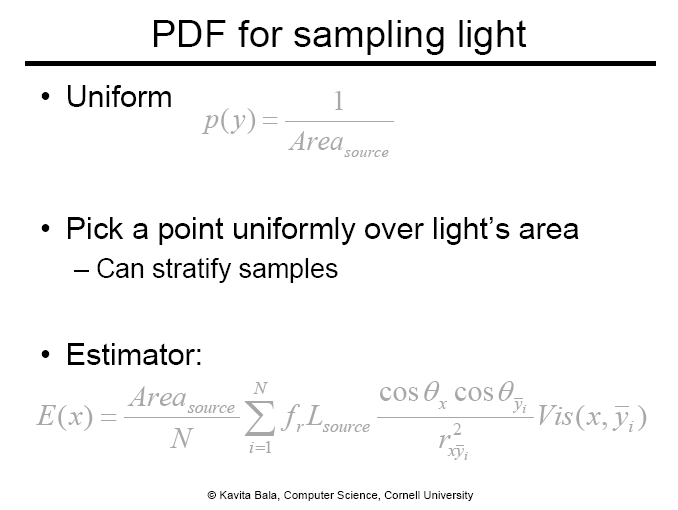 PDF for sampling light
• Uniform p(y) = 1 / Area_source
• Pick a point uniformly over light's area
– Can stratify samples
• Estimator:
E(x) = Area_source / N ∑_{i=1}^{N} f_r L_source cos θ_x cos θ_{ȳ_i} / r²_{xȳ_i} Vis(x, ȳ_i)
© Kavita Bala, Computer Science, Cornell University